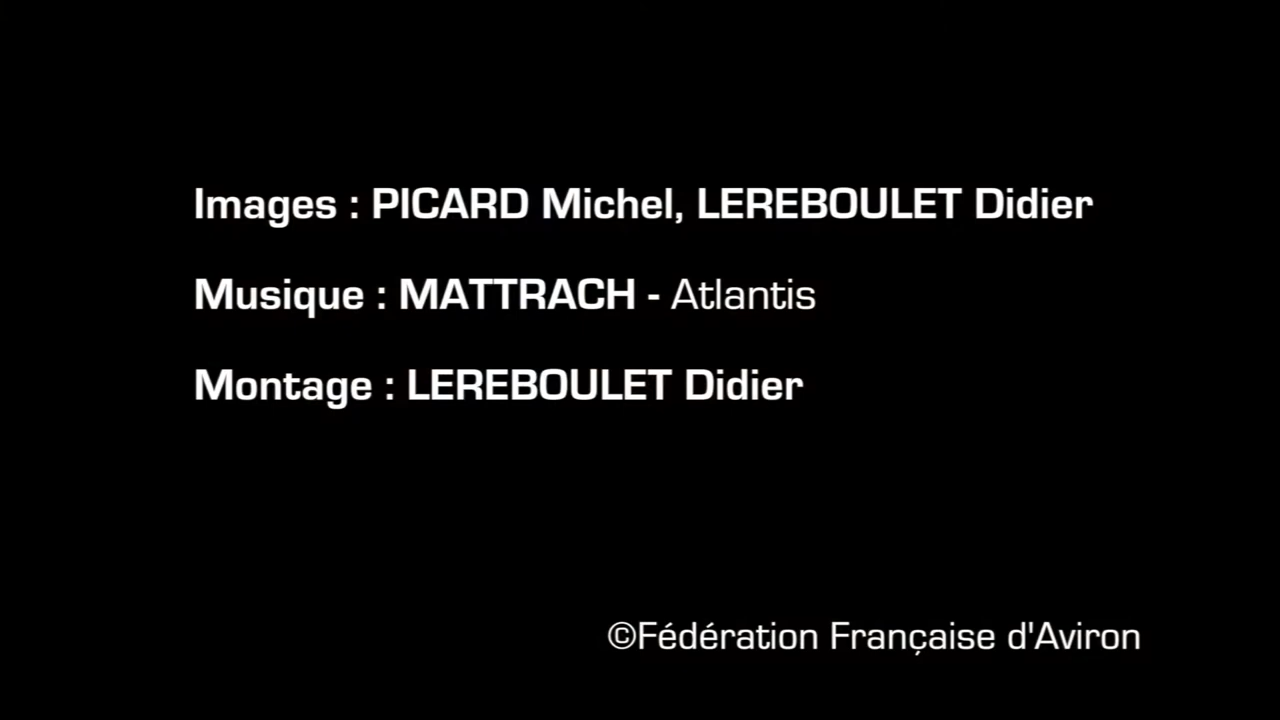 Images : PICARD Michel, LEREBOULET Didier
Musique : MATTRACH - Atlantis
Montage : LEREBOULET Didier
©Fédération Française d'Aviron